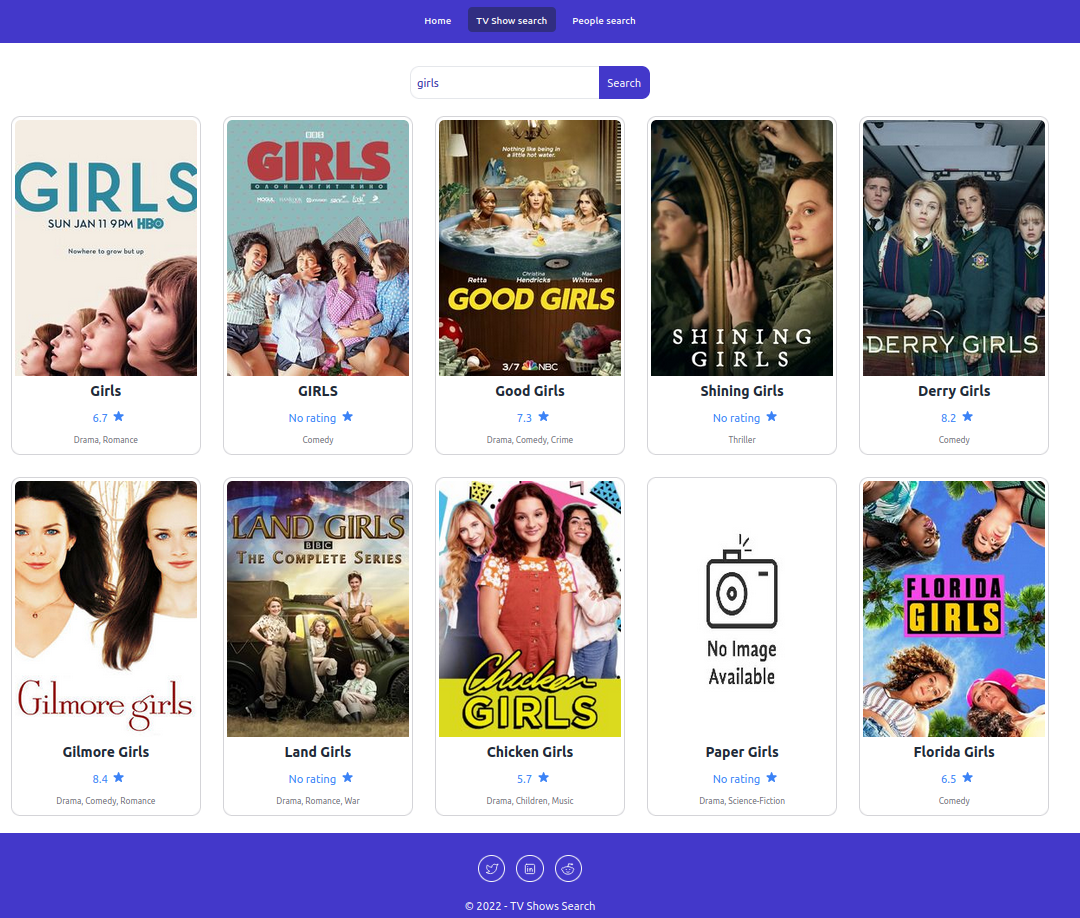 Home TV Show search People search
girls Search
GIRLS
SUN JAN 11 9PM HBO
Nowhere to grow but up
Girls
6.7
Drama, Romance
BBB
GIRLS
ОЛОН АНГИТ КИНО
GIRLS
No rating
Comedy
Nothing like being in
a little hot water.
Retta
Christina
Hendricks
Mae
Whitman
GOOD GIRLS
3/7 NBC
Good Girls
7.3
Drama, Comedy, Crime
SHINING
GIRLS
Shining Girls
No rating
Thriller
DERRY GIRLS
Derry Girls
8.2
Comedy
Gilmore girls
Gilmore Girls
8.4
Drama, Comedy, Romance
LAND GIRLS
BBC
THE COMPLETE SERIES
Land Girls
No rating
Drama, Romance, War
Chicken
GIRLS
Chicken Girls
5.7
Drama, Children, Music
No Image
Available
Paper Girls
No rating
Drama, Science-Fiction
FLORIDA
GIRLS
Florida Girls
6.5
Comedy
© 2022 - TV Shows Search